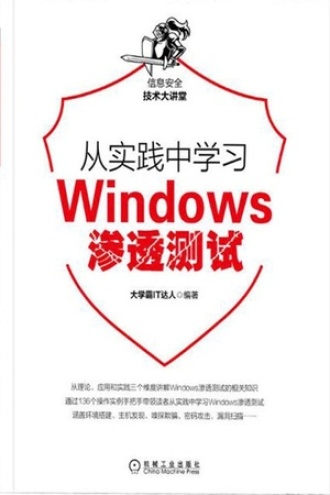 信息安全
技术大讲堂
从实践中学习
Windows
渗透测试
大学霸IT达人◎编著
从理论、应用和实践三个维度讲解Windows渗透测试的相关知识
通过136个操作实例手把手带领读者从实践中学习Windows渗透测试
涵盖环境搭建、主机发现、嗅探欺骗、密码攻击、漏洞扫描……
机械工业出版社
China Machine Press